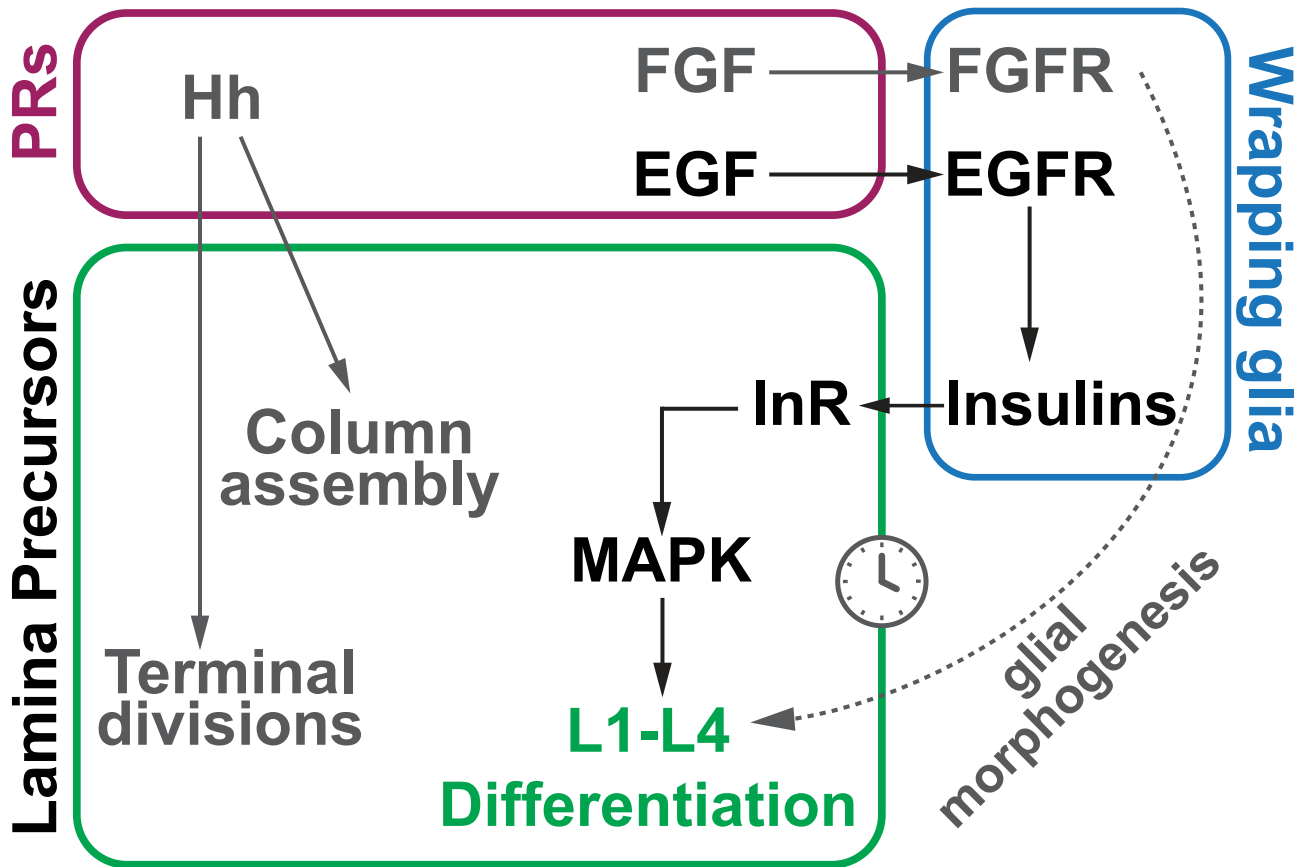 PRs
Hh
FGF
FGFR
EGF
EGFR
Wrapping glia
Lamina Precursors
InR
Insulins
Column
assembly
MAPK
Terminal
divisions
L1-L4
Differentiation
glial
morphogenesis